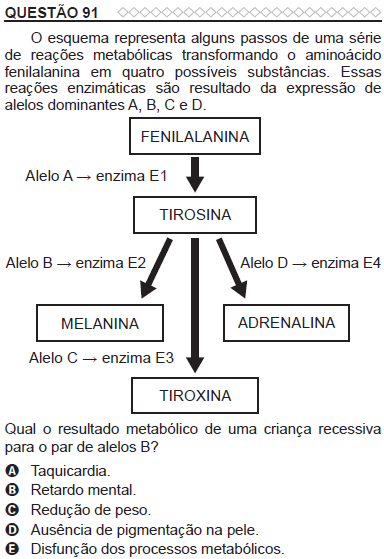 QUESTÃO 91
O esquema representa alguns passos de uma série
de reações metabólicas transformando o aminoácido
fenilalanina em quatro possíveis substâncias. Essas
reações enzimáticas são resultado da expressão de
alelos dominantes A, B, C e D.
FENILALANINA
Alelo A → enzima E1
TIROSINA
Alelo B → enzima E2
Alelo D → enzima E4
MELANINA
ADRENALINA
Alelo C → enzima E3
TIROXINA
Qual o resultado metabólico de uma criança recessiva
para o par de alelos B?
A Taquicardia.
B Retardo mental.
C Redução de peso.
D Ausência de pigmentação na pele.
E Disfunção dos processos metabólicos.